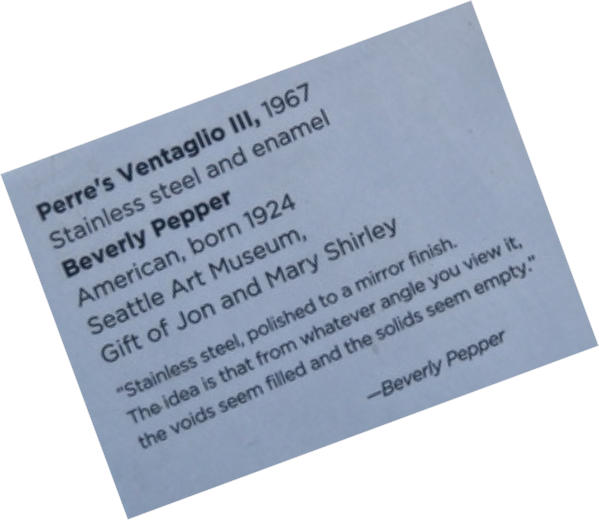 Perre's Ventaglio III, 1967
Stainless steel and enamel
Beverly Pepper
American, born 1924
Seattle Art Museum,
Gift of Jon and Mary Shirley
"Stainless steel, polished to a mirror finish.
The idea is that from whatever angle you view it,
the voids seem filled and the solids seem empty."
—Beverly Pepper